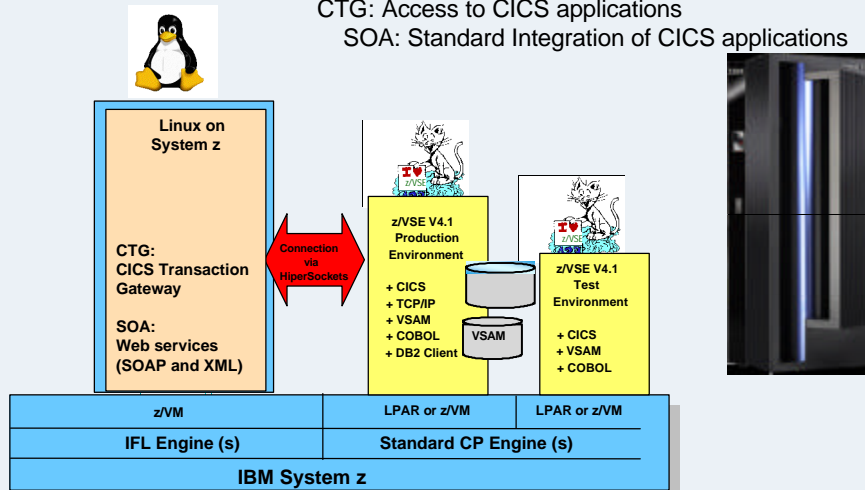 CTG: Access to CICS applications
SOA: Standard Integration of CICS applications
Linux on
System z
CTG:
CICS Transaction
Gateway
SOA:
Web services
(SOAP and XML)
Connection
via
HiperSockets
I ♥
z/VSE
z/VSE V4.1
Production
Environment
+ CICS
+ TCP/IP
+ VSAM
+ COBOL
+ DB2 Client
VSAM
I ♥
z/VSE
z/VSE V4.1
Test
Environment
+ CICS
+ VSAM
+ COBOL
z/VM
LPAR or z/VM
LPAR or z/VM
IFL Engine (s)
Standard CP Engine (s)
IBM System z